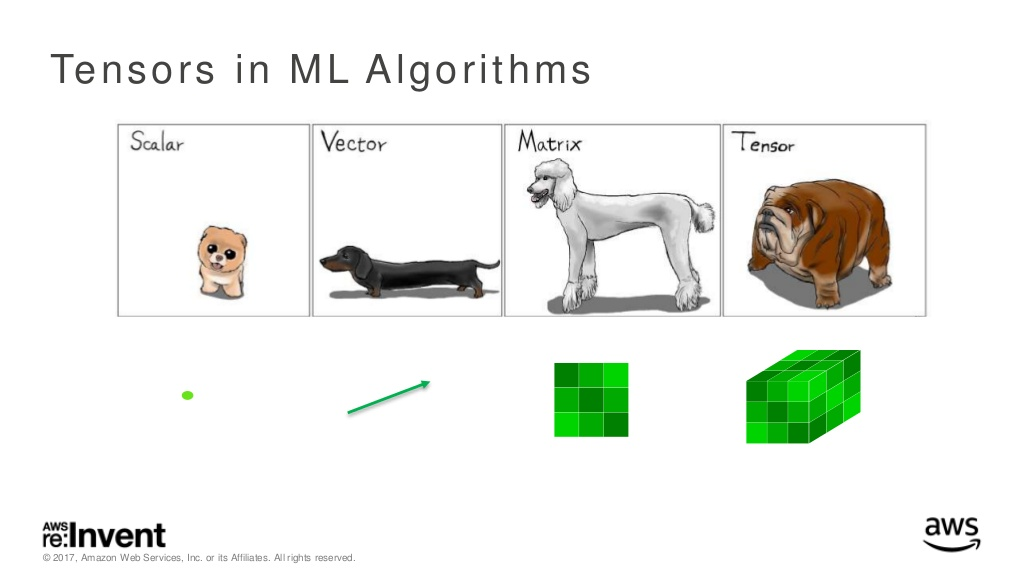 Tensors in ML Algorithms
Scalar
Vector
Matrix
Tensor
AWS
re:Invent
aws
© 2017, Amazon Web Services, Inc. or its Affiliates. All rights reserved.